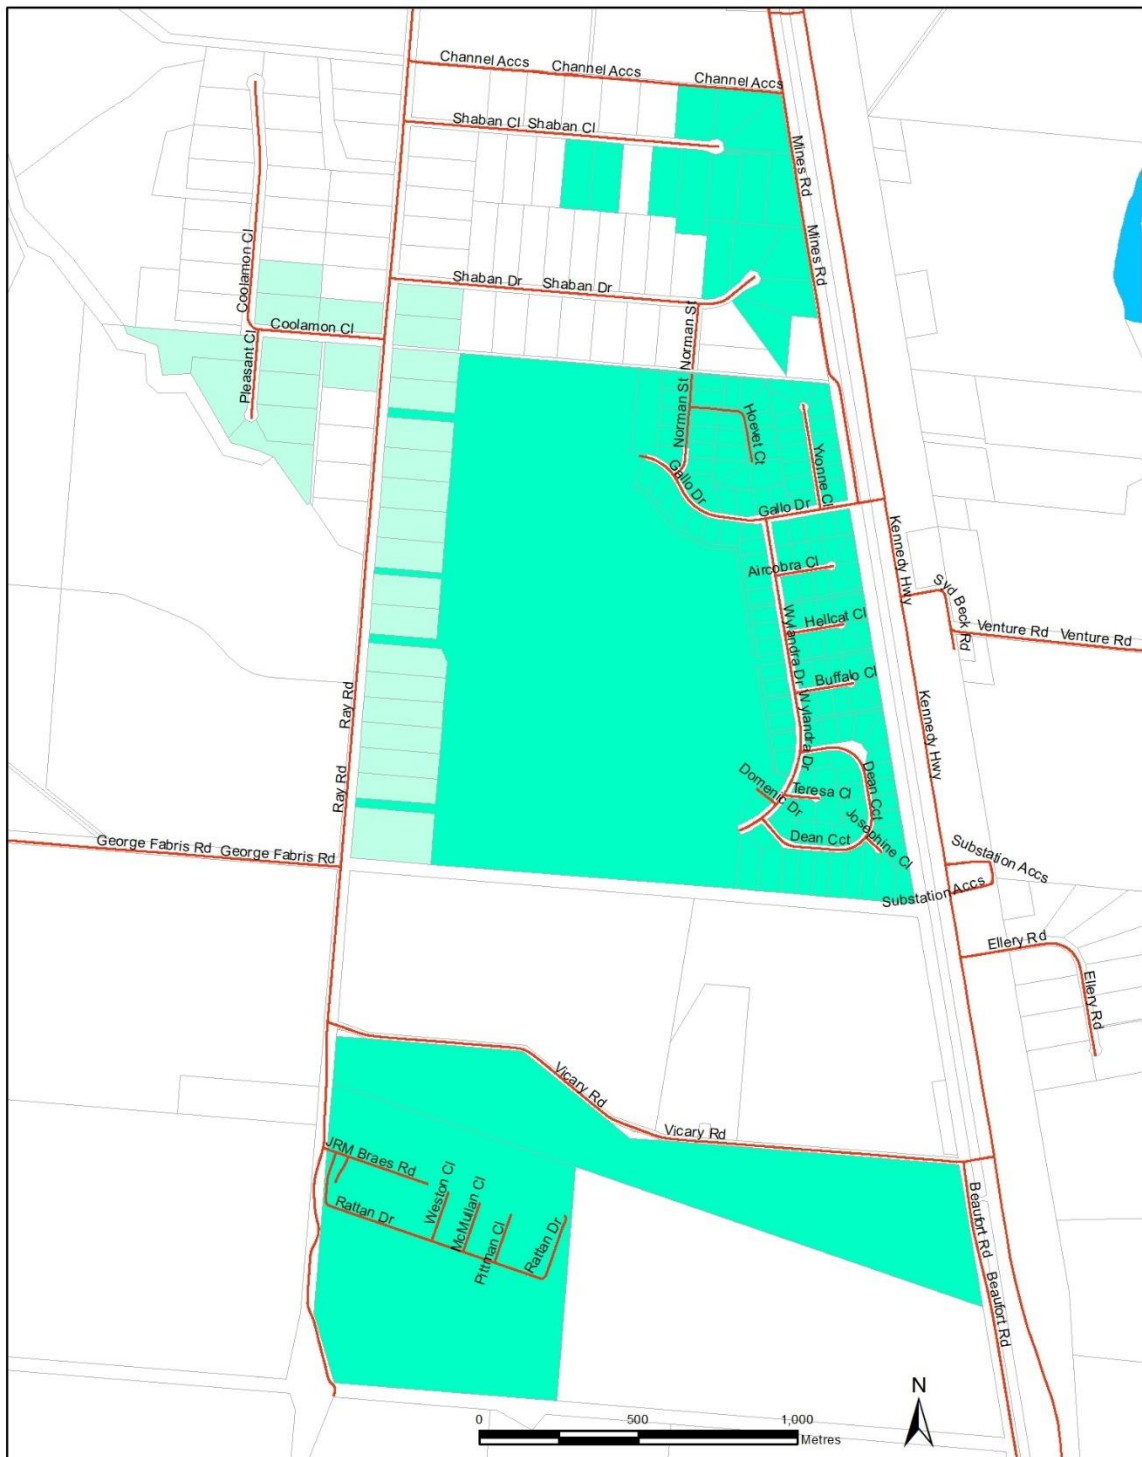 Channel Accs
Channel Accs
Channel Accs
Shaban Cl
Shaban Cl
Mines Rd
Mines Rd
Coolamon Cl
Coolamon Cl
Pleasant Cl
Shaban Dr
Shaban Dr
Norman St
Norman St
Hoevet Ct
Yvonne Cl
Gallo Dr
Gallo Dr
Kennedy Hwy
Aircobra Cl
Syd Beck Rd
Hellcat Cl
Venture Rd
Venture Rd
Wylandra Dr
Buffalo Cl
Wylandra Dr
Ray Rd
Kennedy Hwy
Ray Rd
Domenic Dr
Teresa Cl
Dean Cct
Dean Cct
Josephine Cl
George Fabris Rd
George Fabris Rd
Substation Accs
Substation Accs
Ellery Rd
Ellery Rd
Vicary Rd
Vicary Rd
JRM Braes Rd
Weston Cl
McMullan Cl
Rattan Dr
Pittman Cl
Rattan Dr
Beaufort Rd
Beaufort Rd
N
0 500 1,000
Metres